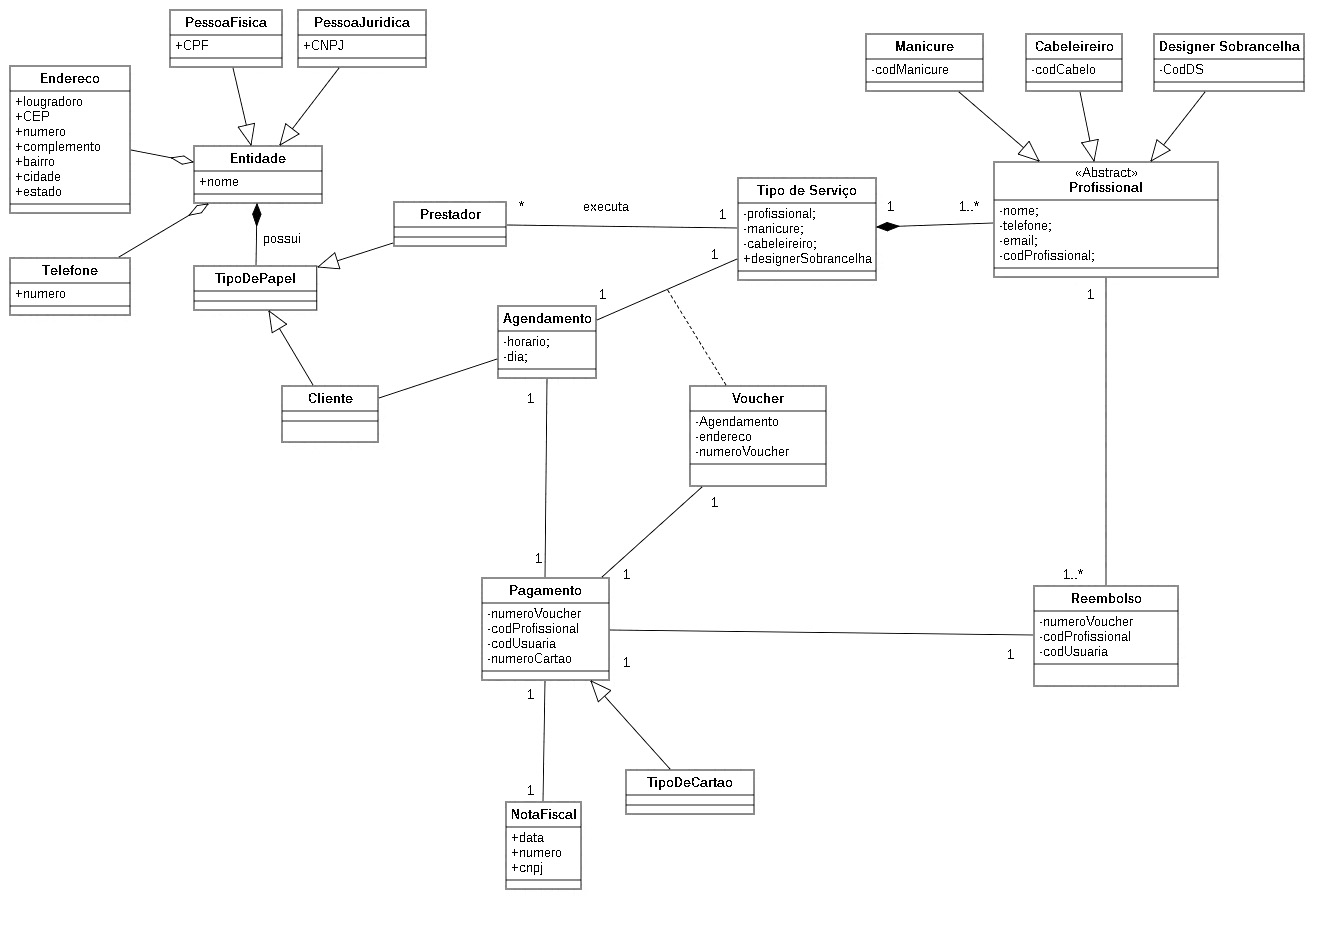 PessoaFisica
+CPF
PessoaJuridica
+CNPJ
Endereco
+lougradoro
+CEP
+numero
+complemento
+bairro
+cidade
+estado
Entidade
+nome
Telefone
+numero
possui
TipoDePapel
Prestador
*
executa
1
Cliente
Manicure
-codManicure
Cabeleireiro
-codCabelo
Designer Sobrancelha
-CodDS
«Abstract»
Profissional
-nome;
-telefone;
-email;
-codProfissional;
Tipo de Serviço
-profissional;
-manicure;
-cabeleireiro;
+designerSobrancelha
1
1..*
1
1
Agendamento
-horario;
-dia;
1
1
Voucher
-Agendamento
-endereco
-numeroVoucher
1
1
1
1..*
Pagamento
-numeroVoucher
-codProfissional
-codUsuaria
-numeroCartao
Reembolso
-numeroVoucher
-codProfissional
-codUsuaria
1
1
1
1
TipoDeCartao
NotaFiscal
+data
+numero
+cnpj